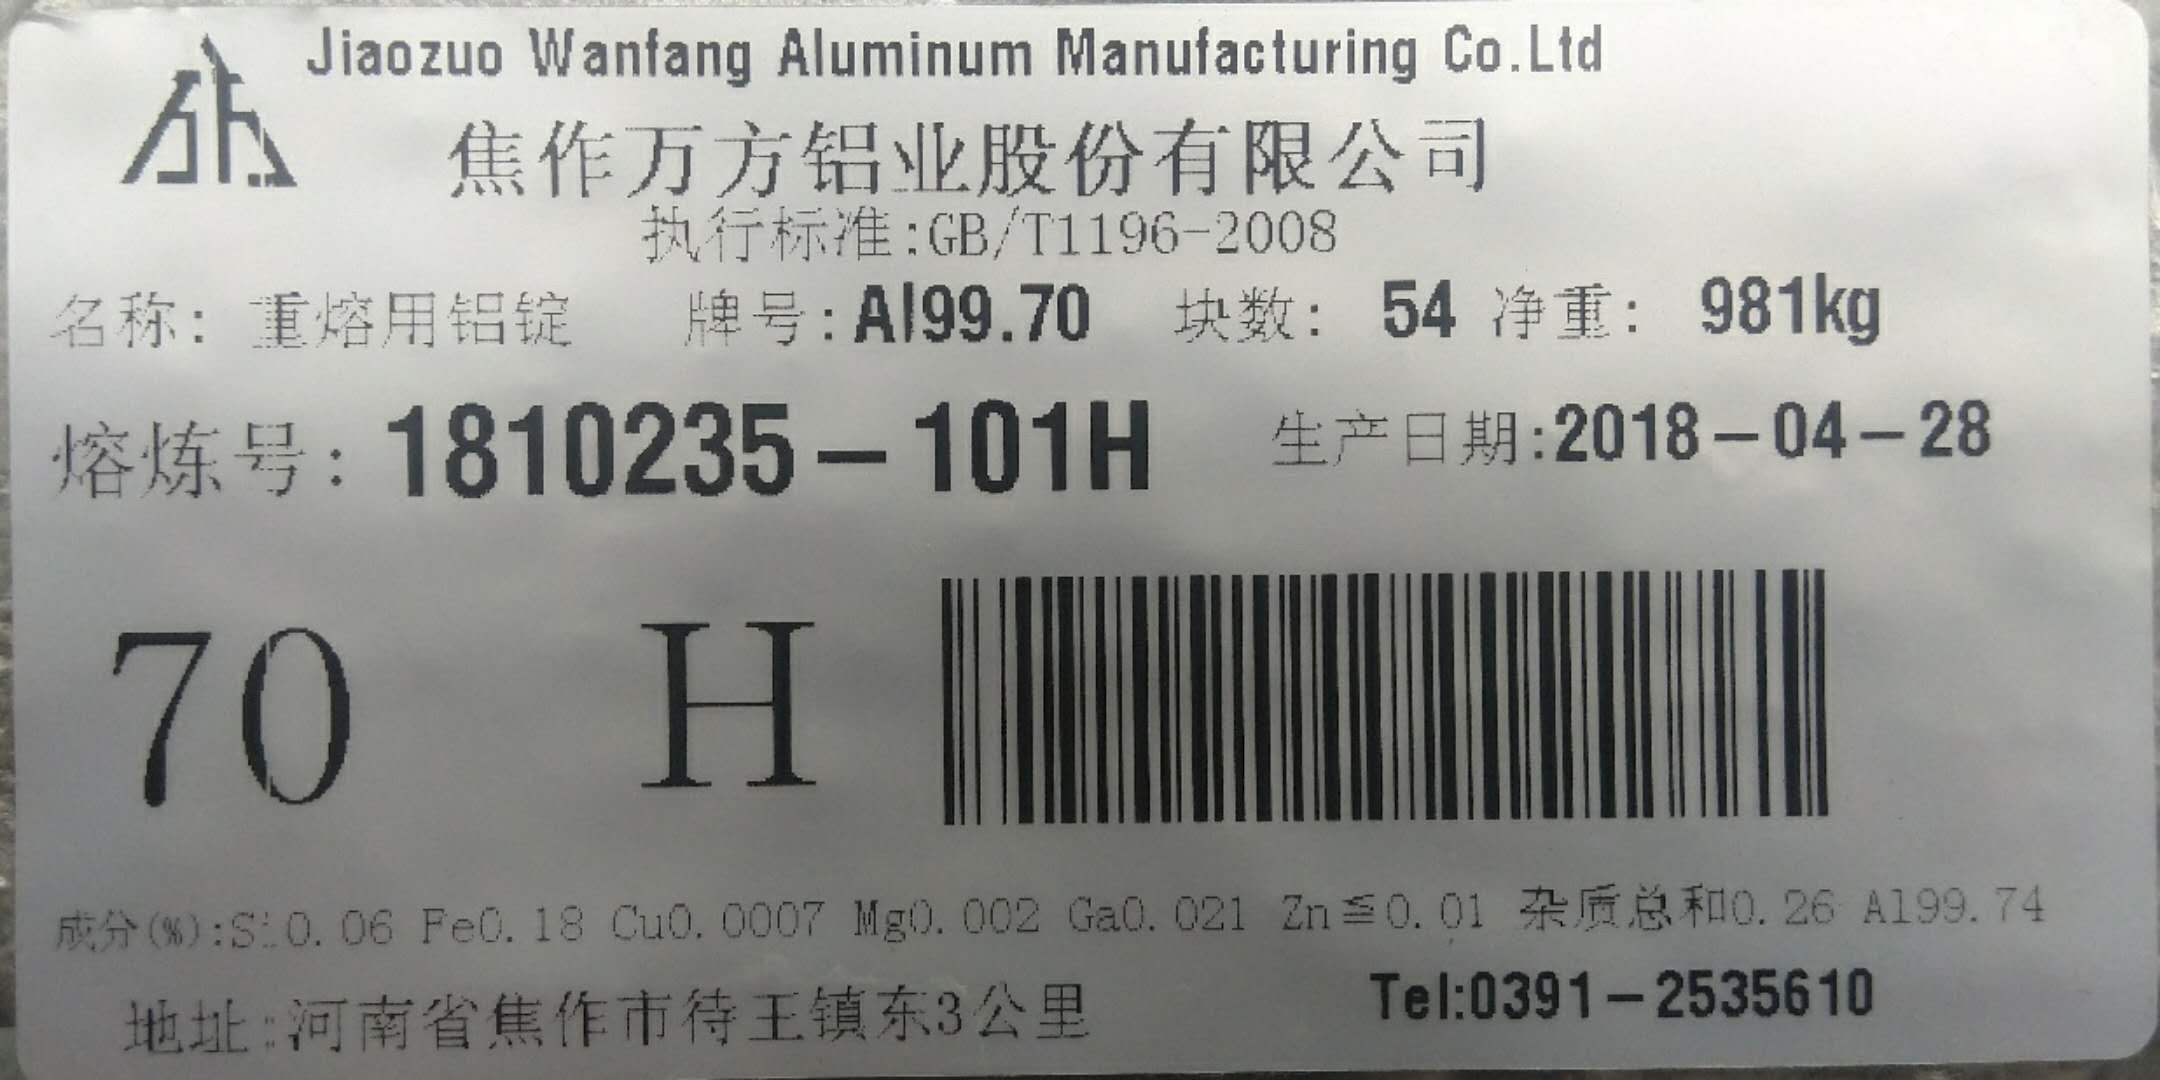 Jiaozuo Wanfang Aluminum Manufacturing Co.Ltd
焦作万方铝业股份有限公司
执行标准:GB/T1196-2008
名称: 重熔用铝锭 牌号:Al99.70 块数: 54 净重: 981kg
熔炼号: 1810235-101H 生产日期:2018-04-28
70 H
成分(%):Si0.06 Fe0.18 Cu0.0007 Mg0.002 Ga0.021 Zn≦0.01 杂质总和0.26 Al99.74
地址:河南省焦作市待王镇东3公里 Tel:0391-2535610